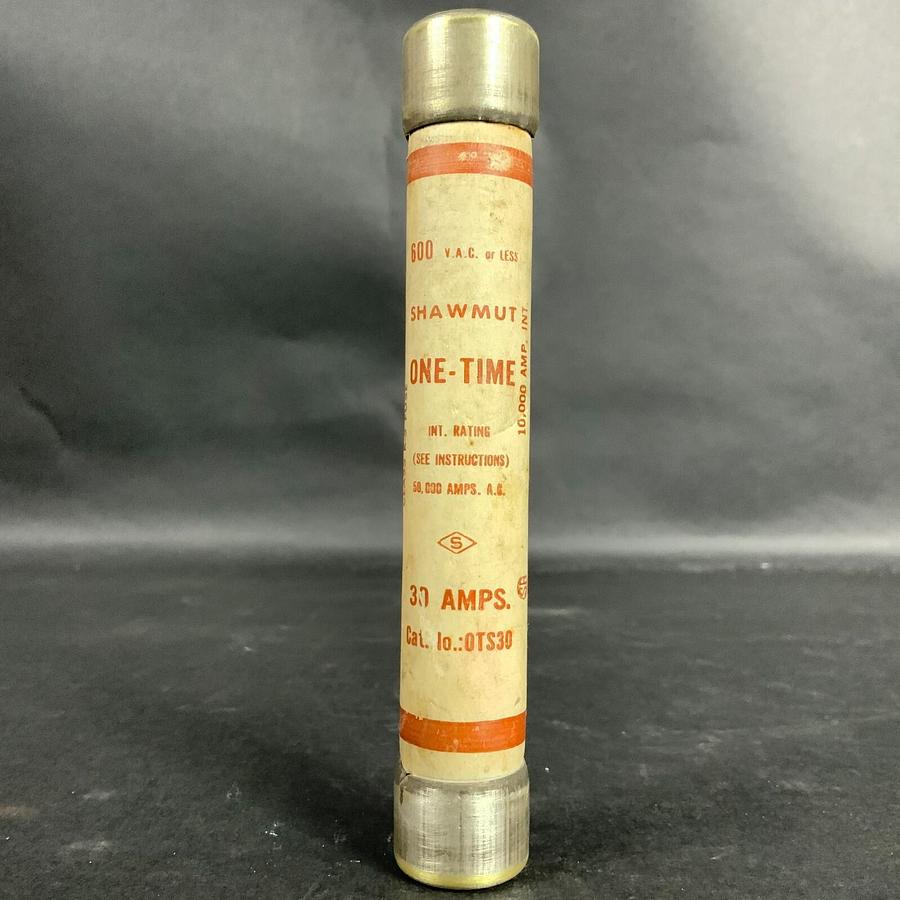 600 V.A.C. or LESS
SHAWMUT
ONE-TIME
INT. RATING
(SEE INSTRUCTIONS)
50,000 AMPS. A.C.
S
30 AMPS.
Cat. No.:OTS30
10,000 AMP. INT